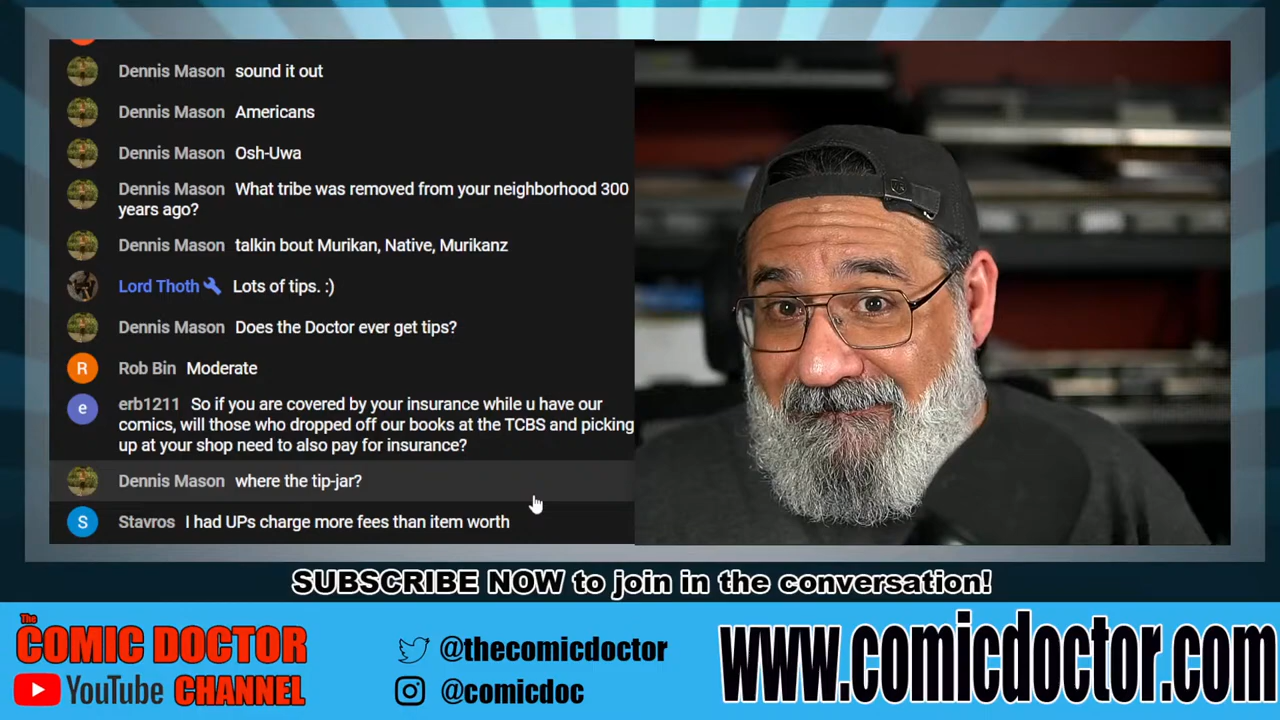 Dennis Mason sound it out
Dennis Mason Americans
Dennis Mason Osh-Uwa
Dennis Mason What tribe was removed from your neighborhood 300
years ago?
Dennis Mason talkin bout Murikan, Native, Murikanz
Lord Thoth Lots of tips. :)
Dennis Mason Does the Doctor ever get tips?
R Rob Bin Moderate
e erb1211 So if you are covered by your insurance while u have our
comics, will those who dropped off our books at the TCBS and picking
up at your shop need to also pay for insurance?
Dennis Mason where the tip-jar?
S Stavros I had UPs charge more fees than item worth
SUBSCRIBE NOW to join in the conversation!
The
COMIC DOCTOR
YouTube CHANNEL
@thecomicdoctor
@comicdoc
www.comicdoctor.com